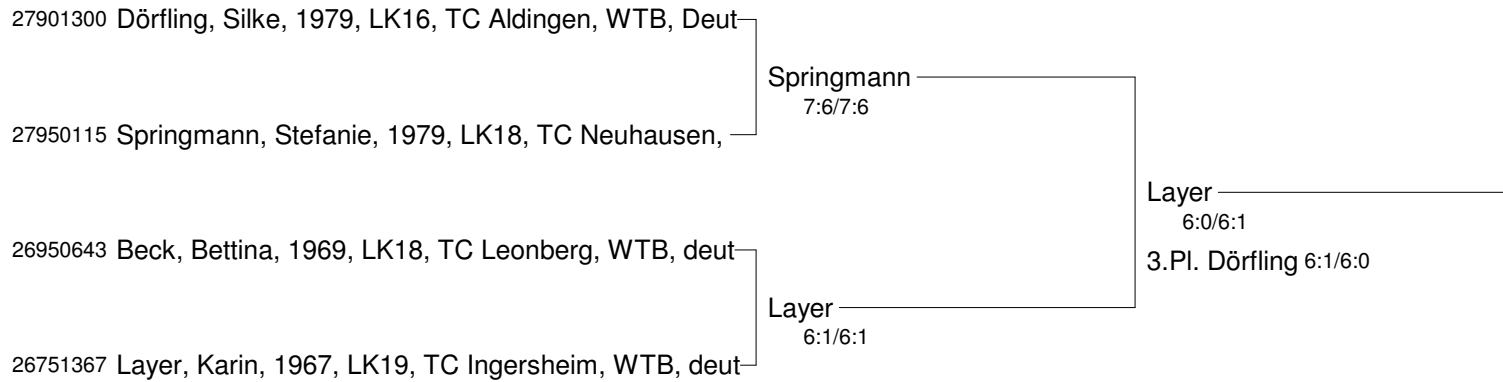 27901300 Dörfling, Silke, 1979, LK16, TC Aldingen, WTB, Deut
Springmann
7:6/7:6
27950115 Springmann, Stefanie, 1979, LK18, TC Neuhausen,
Layer
6:0/6:1
26950643 Beck, Bettina, 1969, LK18, TC Leonberg, WTB, deut
3.Pl. Dörfling 6:1/6:0
Layer
6:1/6:1
26751367 Layer, Karin, 1967, LK19, TC Ingersheim, WTB, deut